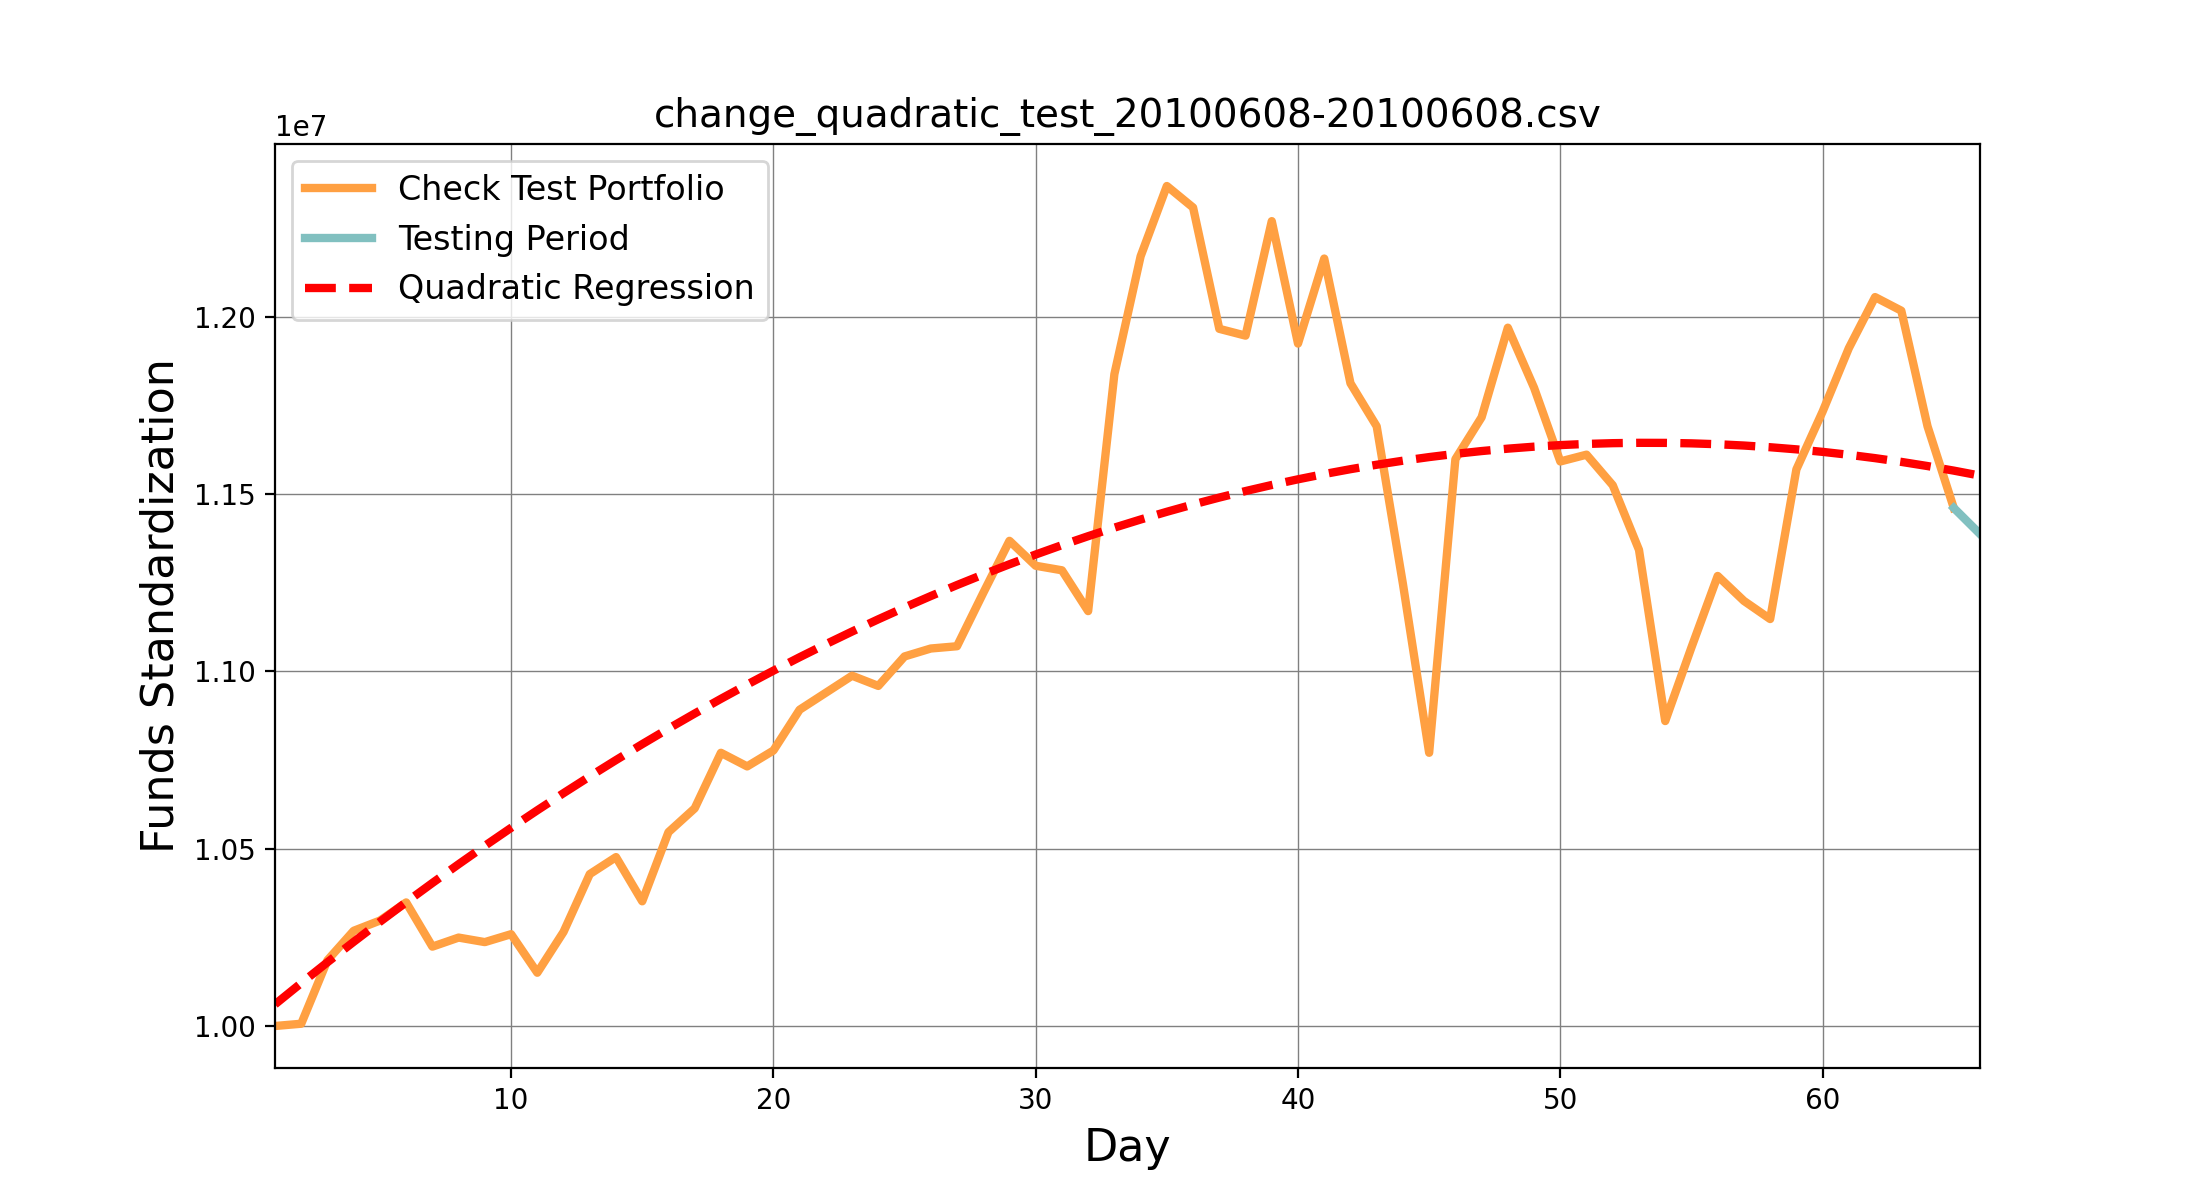 change_quadratic_test_20100608-20100608.csv
1e7
Check Test Portfolio
Testing Period
Quadratic Regression
1.20
1.15
1.10
1.05
1.00
Funds Standardization
10 20 30 40 50 60
Day